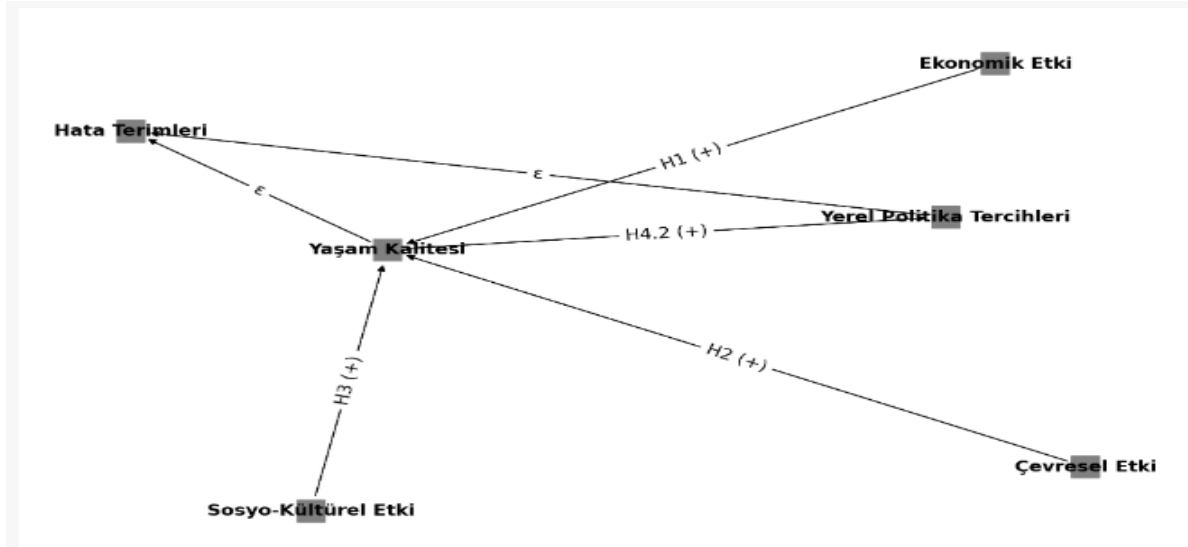 Ekonomik Etki
Hata Terimleri
H1 (+)
ε
ε
Yerel Politika Tercihleri
H4.2 (+)
Yaşam Kalitesi
H2 (+)
H3 (+)
Çevresel Etki
Sosyo-Kültürel Etki